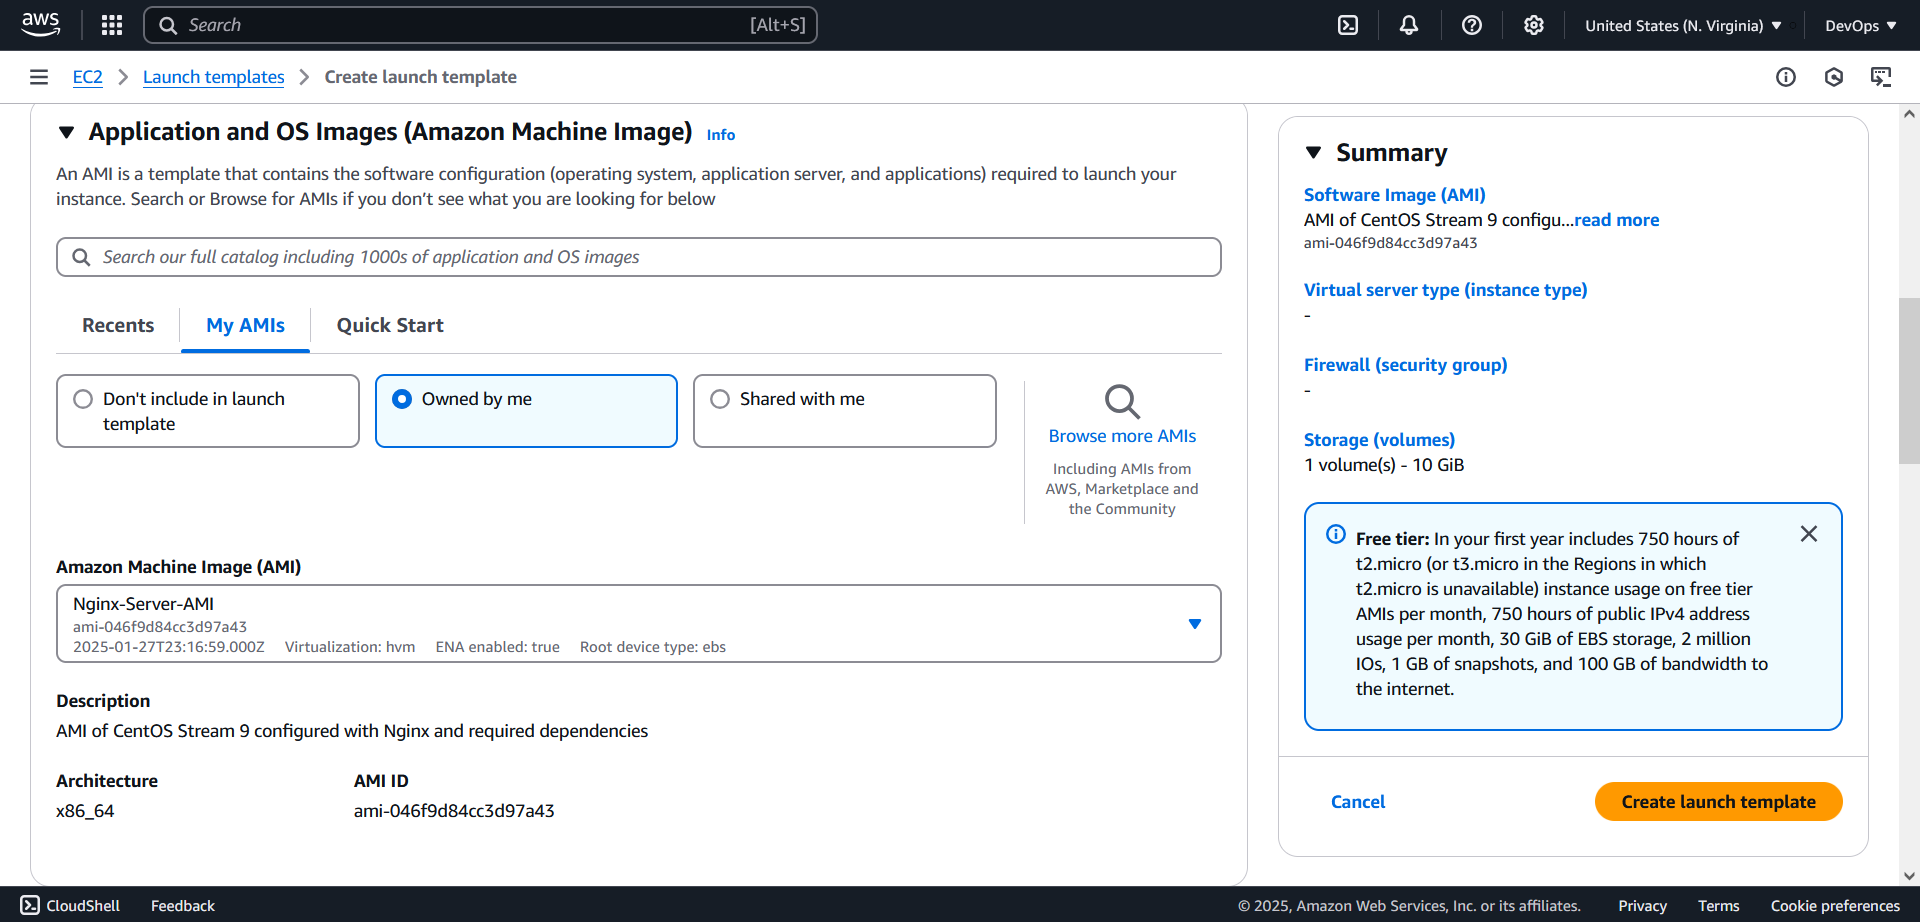 aws
Search
[Alt+S]
United States (N. Virginia)
DevOps
EC2
Launch templates
Create launch template
Application and OS Images (Amazon Machine Image) Info
An AMI is a template that contains the software configuration (operating system, application server, and applications) required to launch your
instance. Search or Browse for AMIs if you don’t see what you are looking for below
Search our full catalog including 1000s of application and OS images
Recents
My AMIs
Quick Start
Don't include in launch
template
Owned by me
Shared with me
Browse more AMIs
Including AMIs from
AWS, Marketplace and
the Community
Amazon Machine Image (AMI)
Nginx-Server-AMI
ami-046f9d84cc3d97a43
2025-01-27T23:16:59.000Z Virtualization: hvm ENA enabled: true Root device type: ebs
Description
AMI of CentOS Stream 9 configured with Nginx and required dependencies
Architecture
x86_64
AMI ID
ami-046f9d84cc3d97a43
Summary
Software Image (AMI)
AMI of CentOS Stream 9 configu...read more
ami-046f9d84cc3d97a43
Virtual server type (instance type)
-
Firewall (security group)
-
Storage (volumes)
1 volume(s) - 10 GiB
Free tier: In your first year includes 750 hours of
t2.micro (or t3.micro in the Regions in which
t2.micro is unavailable) instance usage on free tier
AMIs per month, 750 hours of public IPv4 address
usage per month, 30 GiB of EBS storage, 2 million
IOs, 1 GB of snapshots, and 100 GB of bandwidth to
the internet.
Cancel
Create launch template
CloudShell
Feedback
© 2025, Amazon Web Services, Inc. or its affiliates.
Privacy
Terms
Cookie preferences